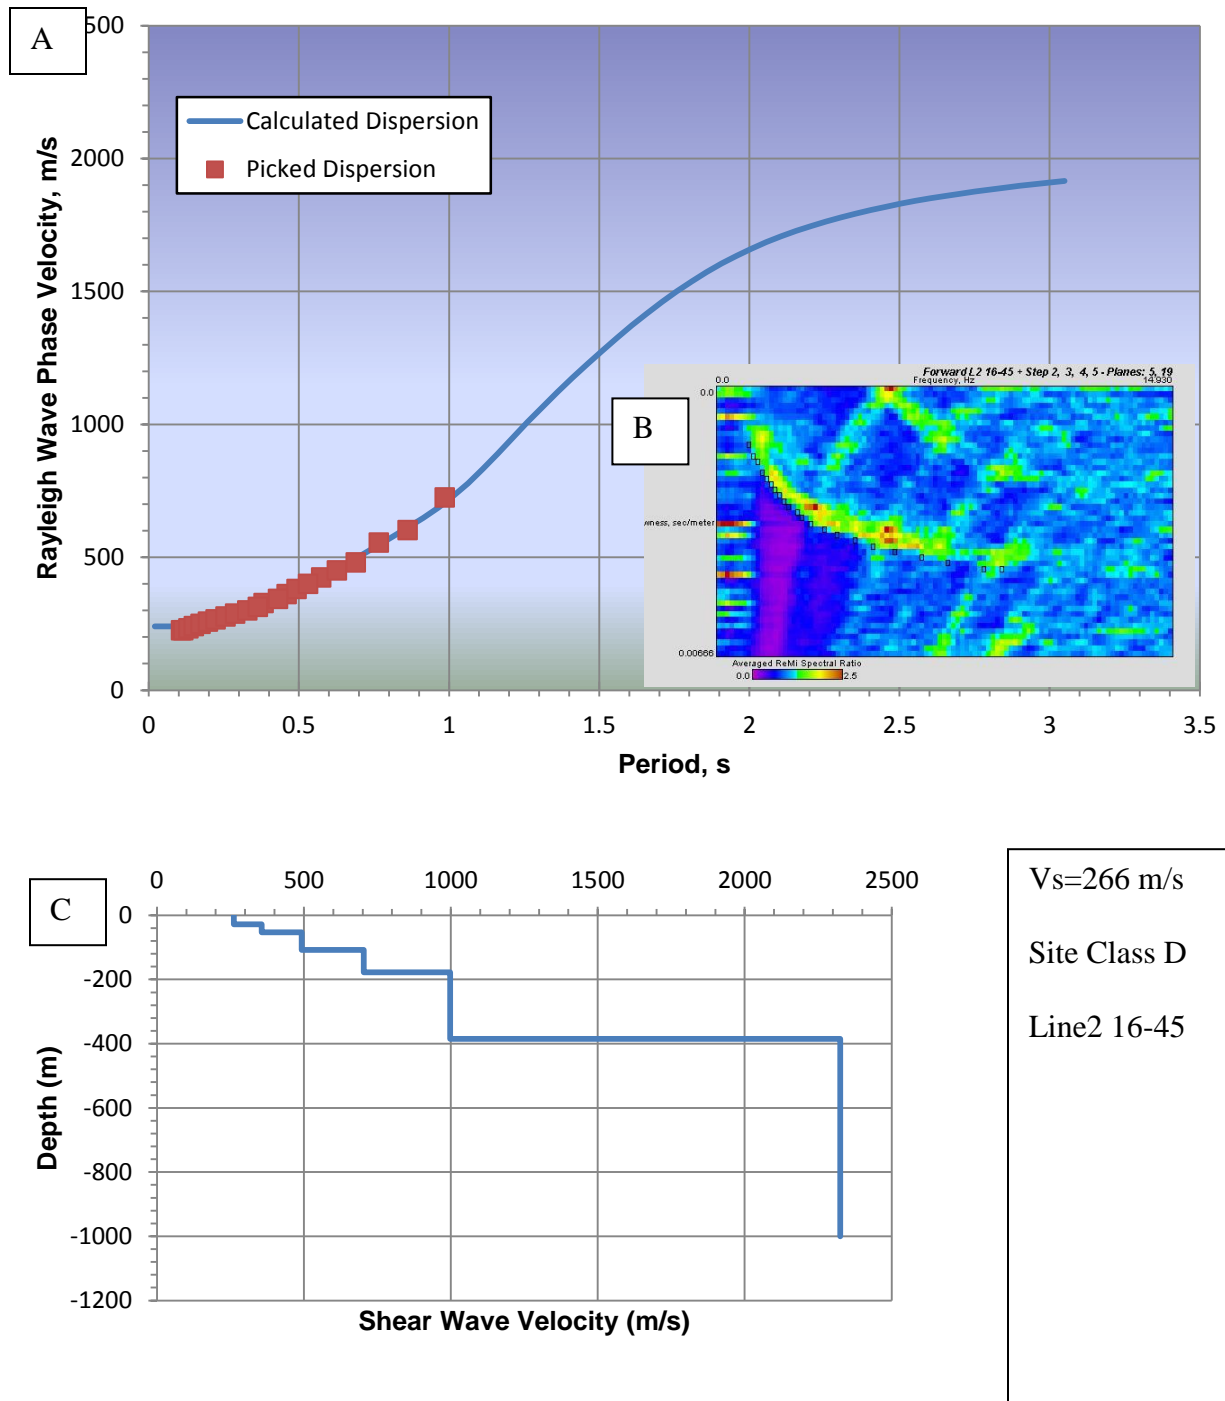 A
2500
2000
1500
1000
500
0
Rayleigh Wave Phase Velocity, m/s
Calculated Dispersion
Picked Dispersion
B
Forward L2 16-45 + Step 2, 3, 4, 5 - Planes: 5, 19
0.0 Frequency, Hz 14.930
0.0
wness, sec/meter
0.00666
Averaged ReMi Spectral Ratio
0.0 2.5
0 0.5 1 1.5 2 2.5 3 3.5
Period, s
C
0 500 1000 1500 2000 2500
0
-200
-400
-600
-800
-1000
-1200
Depth (m)
Shear Wave Velocity (m/s)
Vs=266 m/s
Site Class D
Line2 16-45